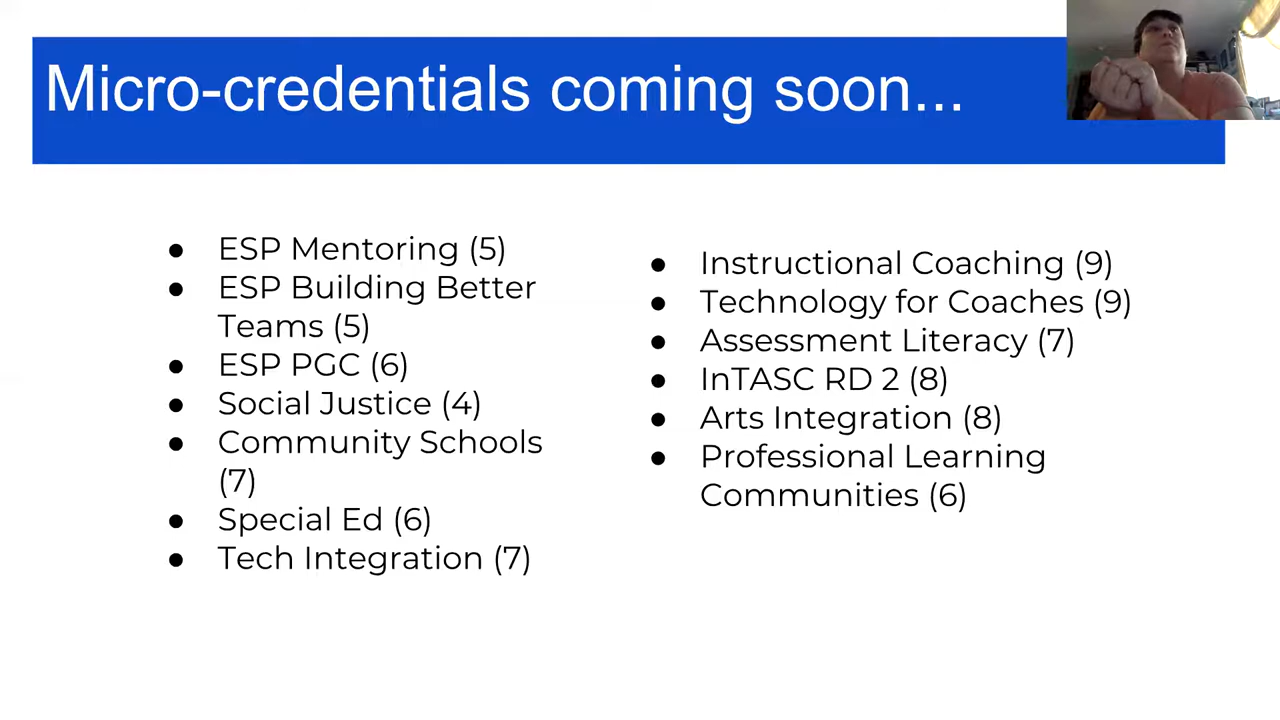 Micro-credentials coming soon...
● ESP Mentoring (5)
● ESP Building Better
Teams (5)
● ESP PGC (6)
● Social Justice (4)
● Community Schools
(7)
● Special Ed (6)
● Tech Integration (7)
● Instructional Coaching (9)
● Technology for Coaches (9)
● Assessment Literacy (7)
● InTASC RD 2 (8)
● Arts Integration (8)
● Professional Learning
Communities (6)